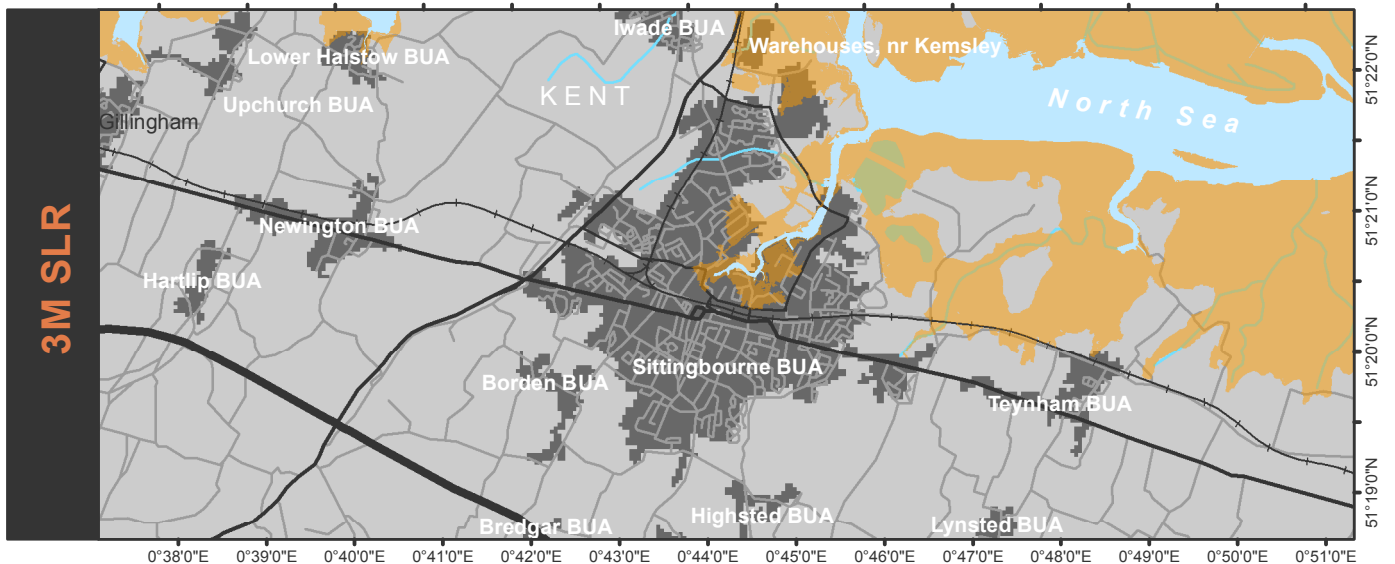 3M SLR
Iwade BUA
Warehouses, nr Kemsley
Lower Halstow BUA
KENT
Upchurch BUA
North Sea
Gillingham
Newington BUA
Hartlip BUA
Sittingbourne BUA
Borden BUA
Teynham BUA
Highsted BUA
Bredgar BUA
Lynsted BUA
51°22'0"N
51°21'0"N
51°20'0"N
51°19'0"N
0°38'0"E
0°39'0"E
0°40'0"E
0°41'0"E
0°42'0"E
0°43'0"E
0°44'0"E
0°45'0"E
0°46'0"E
0°47'0"E
0°48'0"E
0°49'0"E
0°50'0"E
0°51'0"E